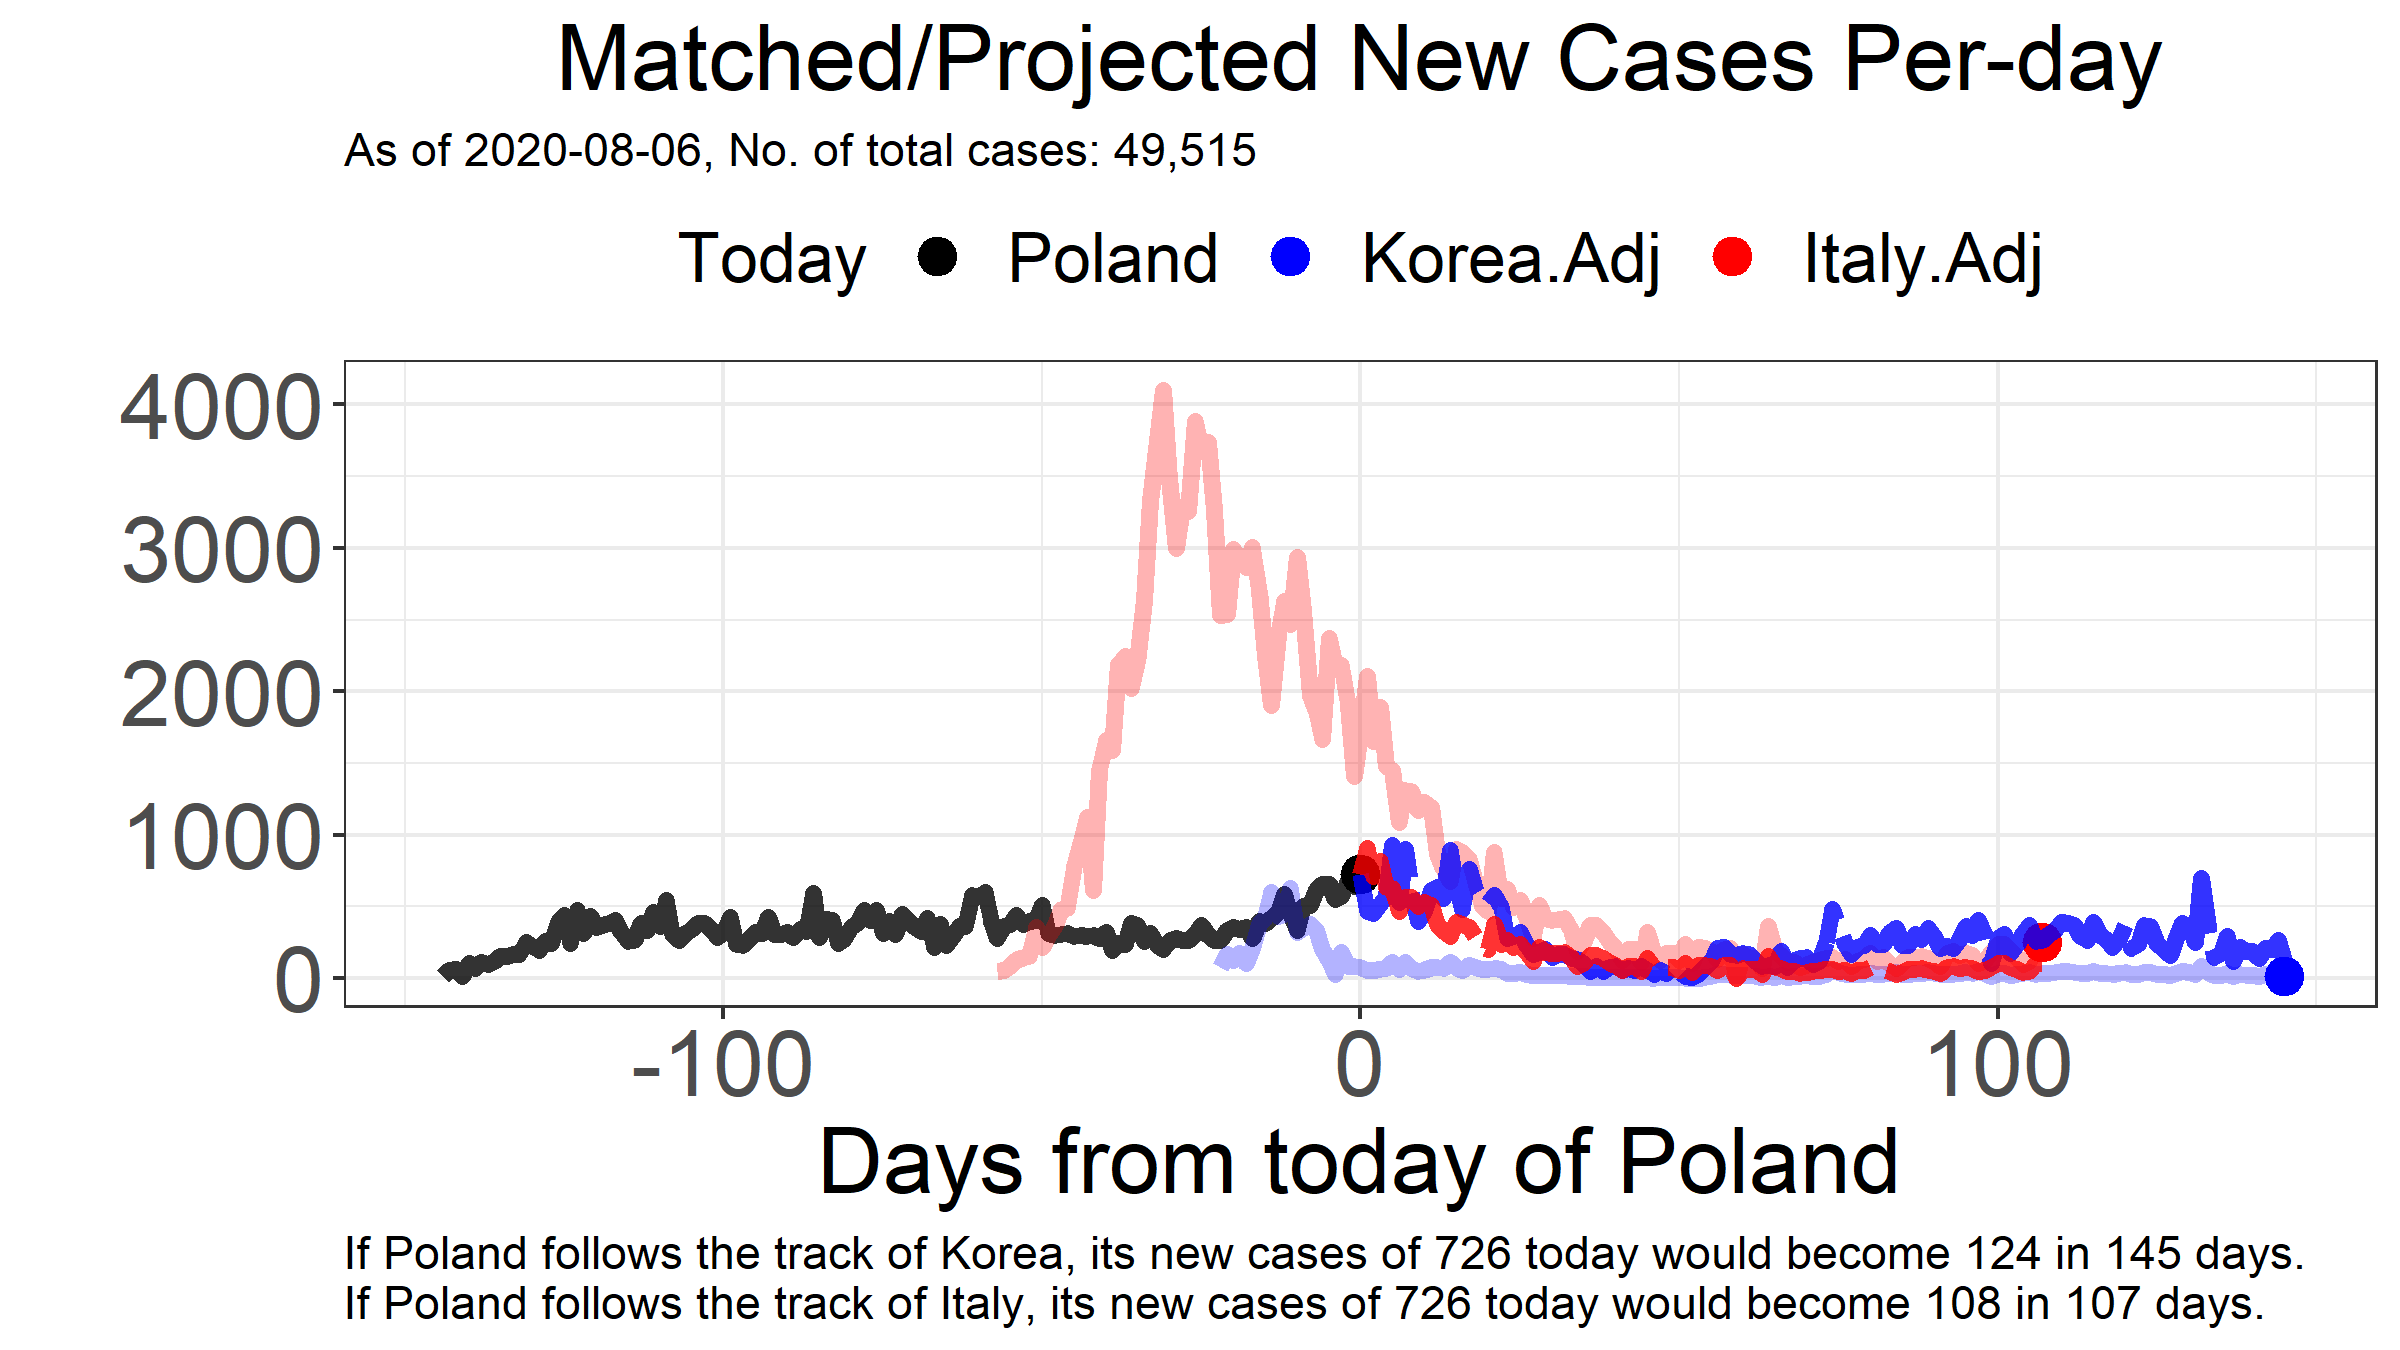 Matched/Projected New Cases Per-day
As of 2020-08-06, No. of total cases: 49,515
Today Poland Korea.Adj Italy.Adj
4000
3000
2000
1000
0
-100 0 100
Days from today of Poland
If Poland follows the track of Korea, its new cases of 726 today would become 124 in 145 days.
If Poland follows the track of Italy, its new cases of 726 today would become 108 in 107 days.